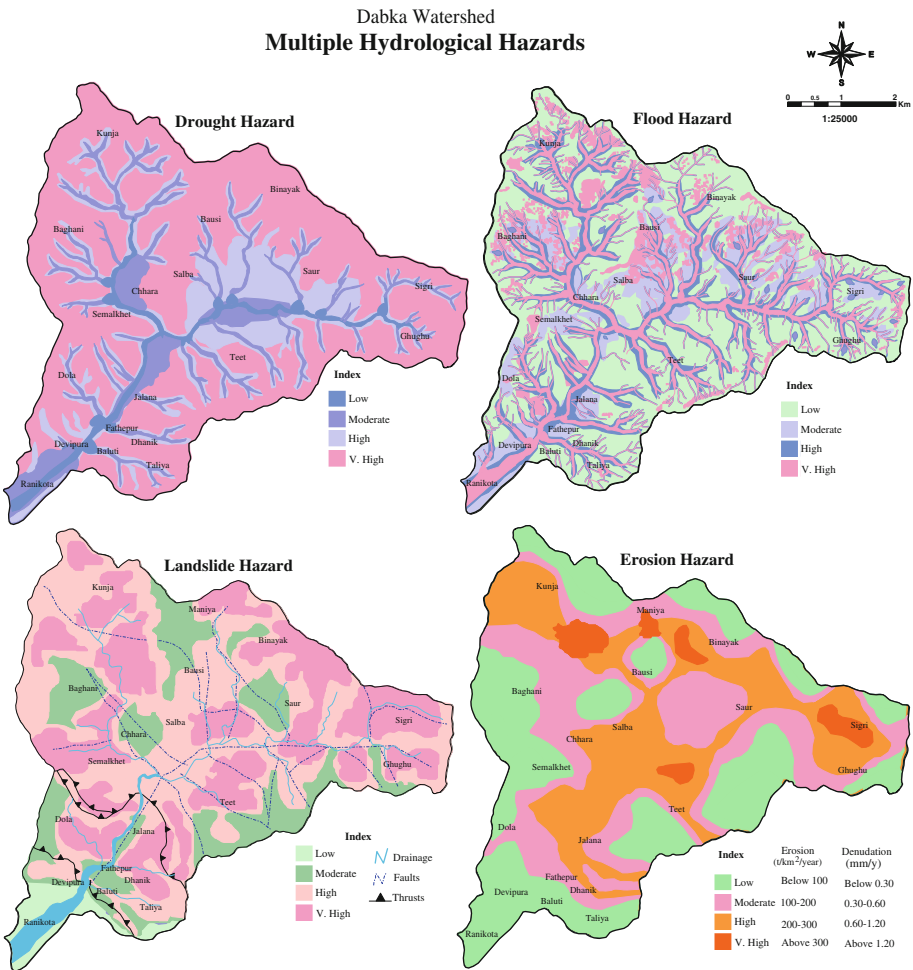 Dabka Watershed
Multiple Hydrological Hazards
N
W E
S
0 0.5 1 2
Km
1:25000
Drought Hazard
Kunja
Binayak
Bausi
Baghani
Salba
Saur
Chhara
Sigri
Semalkhet
Ghughu
Teet
Dola
Jalana
Fathepur
Devipura
Dhanik
Baluti
Taliya
Ranikota
Index
Low
Moderate
High
V. High
Flood Hazard
Kunja
Binayak
Bausi
Baghani
Salba
Saur
Sigri
Chhara
Semalkhet
Ghughu
Teet
Dola
Jalana
Fathepur
Devipura
Dhanik
Baluti
Taliya
Ranikota
Index
Low
Moderate
High
V. High
Landslide Hazard
Kunja
Maniya
Binayak
Bausi
Baghani
Saur
Salba
Sigri
Chhara
Semalkhet
Ghughu
Teet
Dola
Jalana
Fathepur
Devipura
Dhanik
Baluti
Taliya
Ranikota
Index
Low
Moderate
High
V. High
Drainage
Faults
Thrusts
Erosion Hazard
Kunja
Maniya
Binayak
Bausi
Baghani
Saur
Salba
Sigri
Chhara
Semalkhet
Ghughu
Teet
Dola
Jalana
Fathepur
Devipura
Dhanik
Baluti
Taliya
Ranikota
Index Erosion (t/km²/year) Denudation (mm/y)
Low Below 100 Below 0.30
Moderate 100-200 0.30-0.60
High 200-300 0.60-1.20
V. High Above 300 Above 1.20